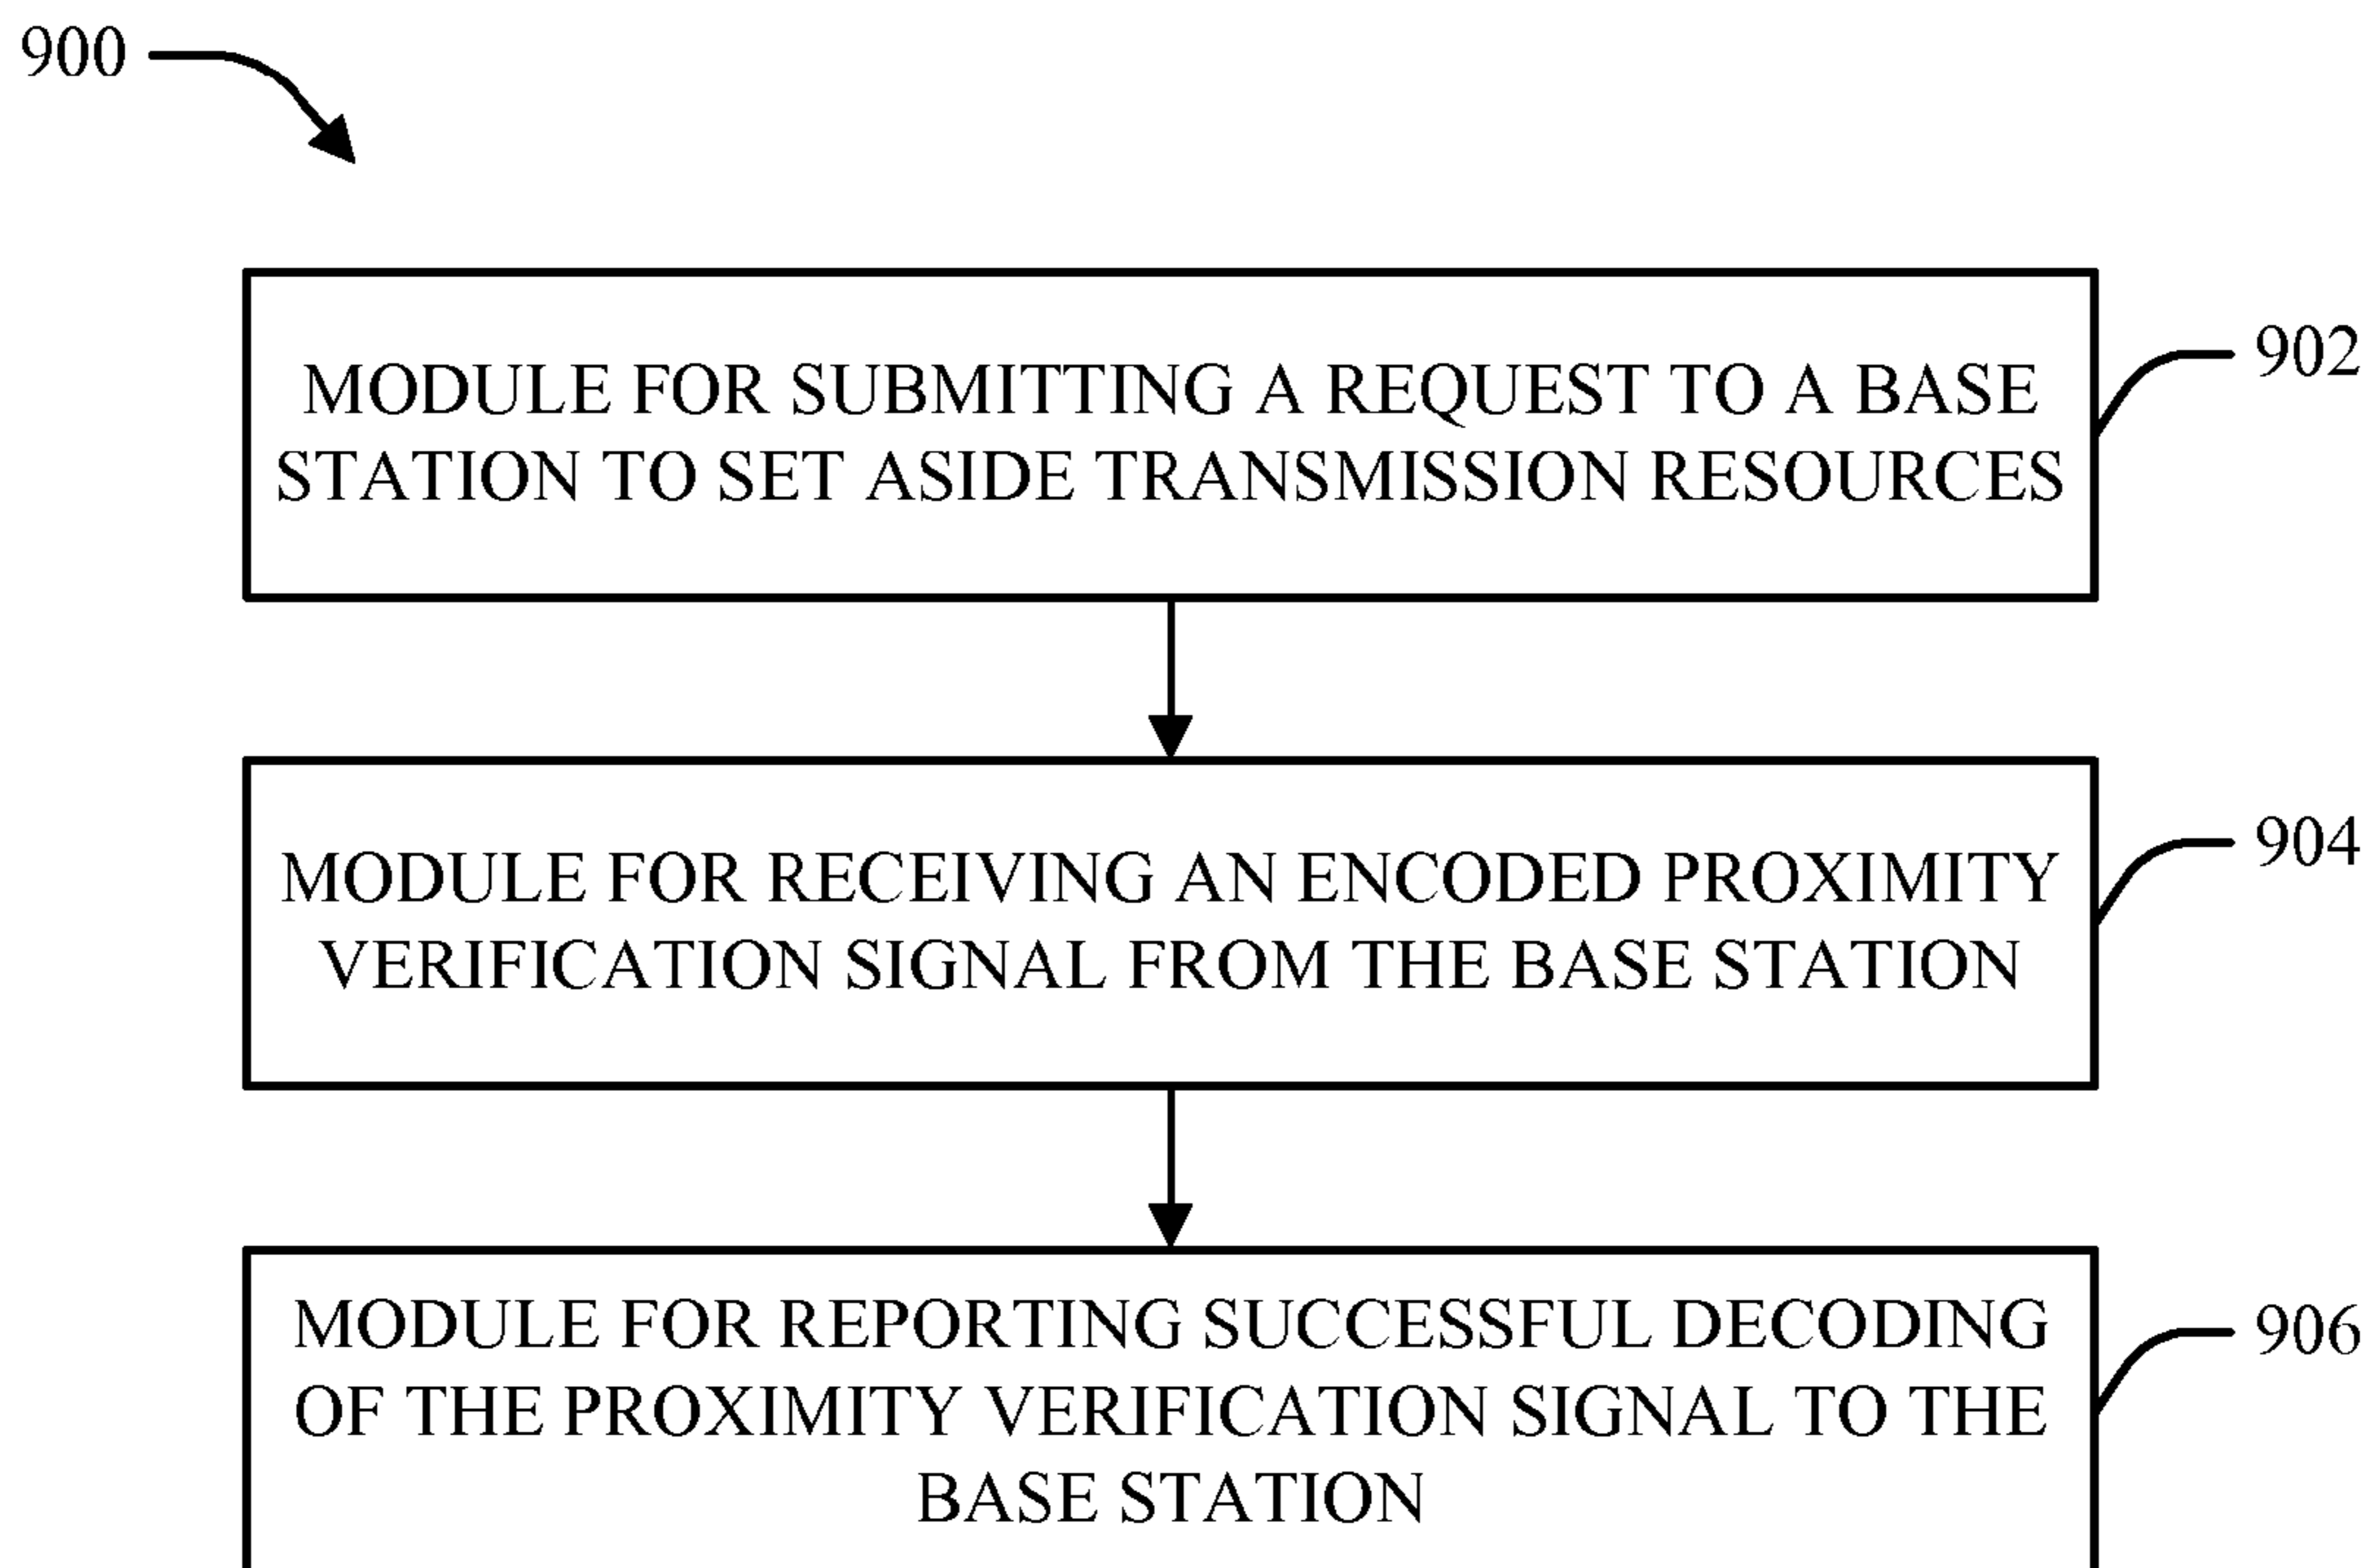 900
MODULE FOR SUBMITTING A REQUEST TO A BASE
STATION TO SET ASIDE TRANSMISSION RESOURCES
902
MODULE FOR RECEIVING AN ENCODED PROXIMITY
VERIFICATION SIGNAL FROM THE BASE STATION
904
MODULE FOR REPORTING SUCCESSFUL DECODING
OF THE PROXIMITY VERIFICATION SIGNAL TO THE
BASE STATION
906